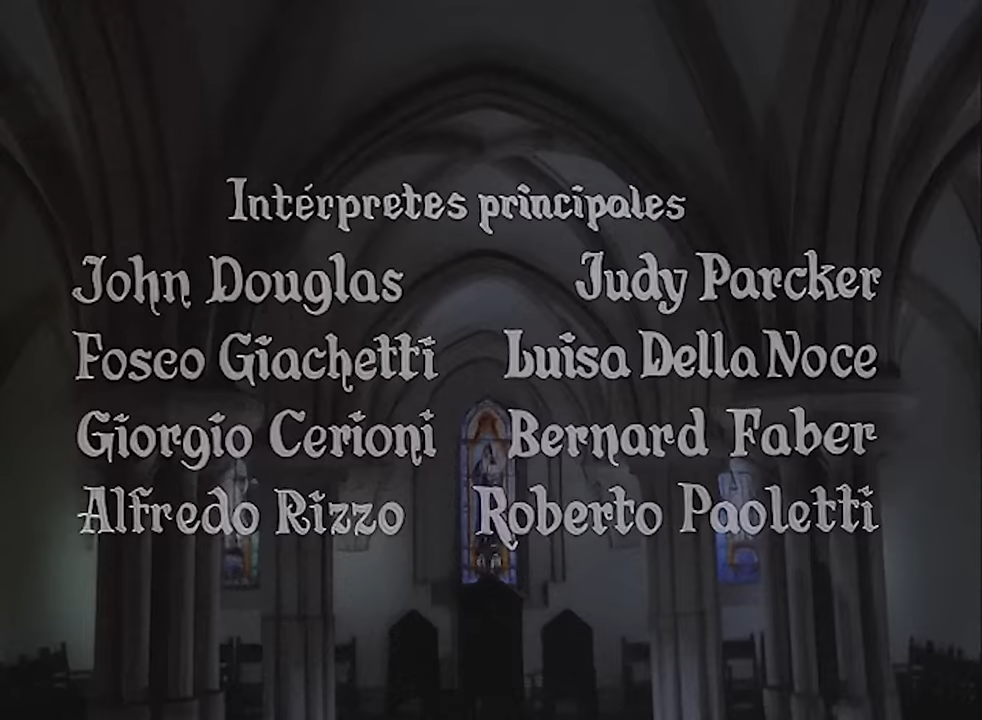 Intérpretes principales
John Douglas Judy Parcker
Fosco Giachetti Luisa Della Noce
Giorgio Cerioni Bernard Faber
Alfredo Rizzo Roberto Paoletti